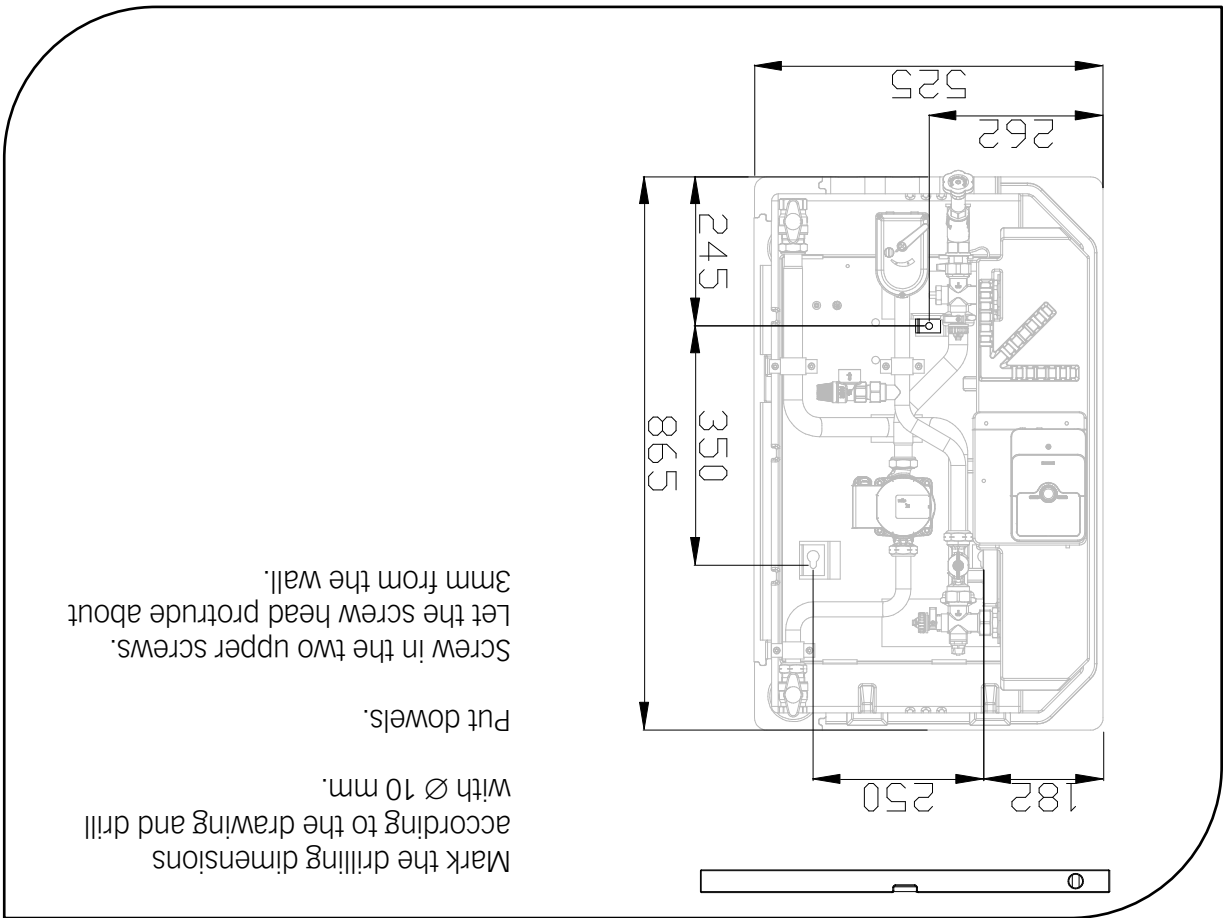 Mark the drilling dimensions
according to the drawing and drill
with Ø 10 mm.
Put dowels.
Screw in the two upper screws.
Let the screw head protrude about
3mm from the wall.
182
250
865
350
245
262
525